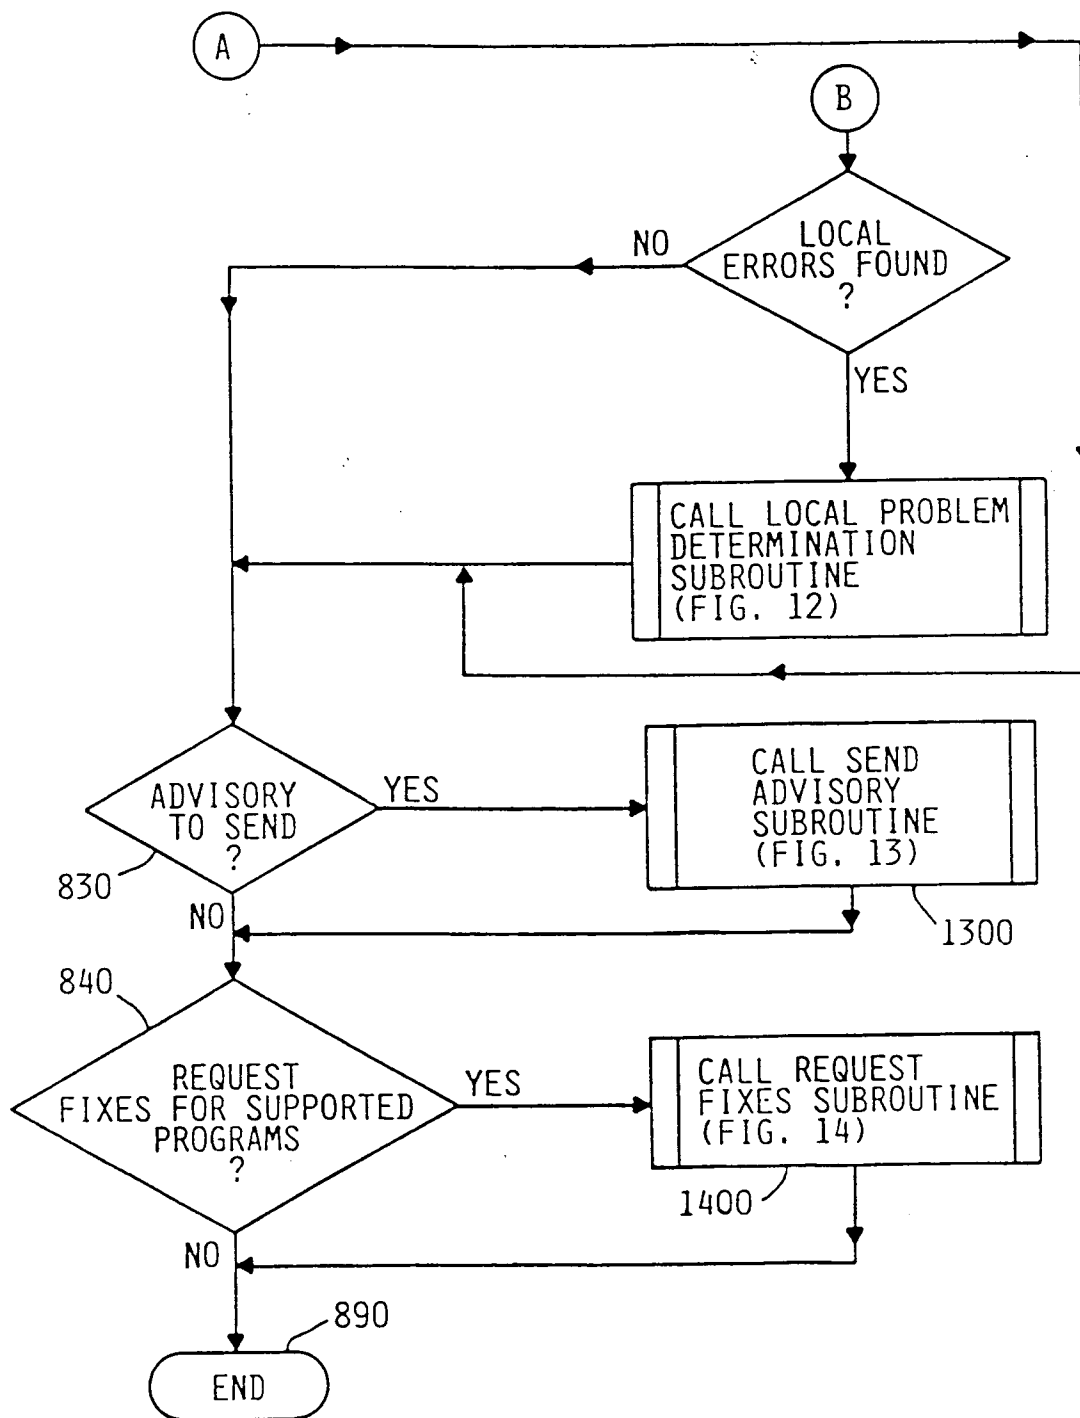 A
B
LOCAL
ERRORS FOUND
?
NO
YES
CALL LOCAL PROBLEM
DETERMINATION
SUBROUTINE
(FIG. 12)
ADVISORY
TO SEND
?
YES
830
NO
CALL SEND
ADVISORY
SUBROUTINE
(FIG. 13)
1300
840
REQUEST
FIXES FOR SUPPORTED
PROGRAMS
?
YES
CALL REQUEST
FIXES SUBROUTINE
(FIG. 14)
1400
NO
890
END